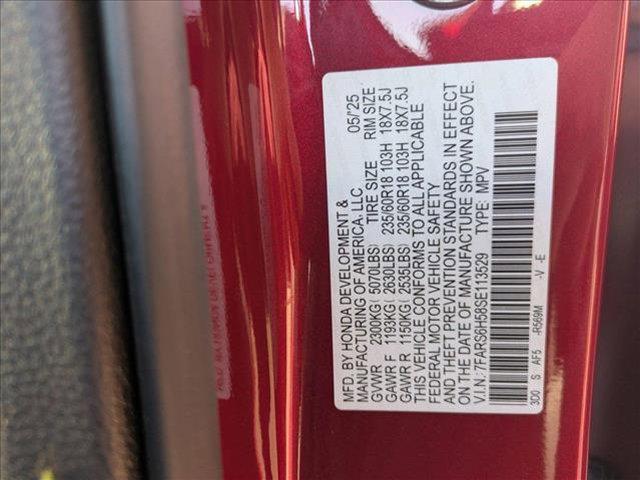 MFD. BY HONDA DEVELOPMENT &
MANUFACTURING OF AMERICA, LLC 05/'25
GVWR 2300KG( 5070LBS) TIRE SIZE RIM SIZE
GAWR F 1193KG( 2630LBS) 235/60R18 103H 18X7.5J
GAWR R 1150KG( 2535LBS) 235/60R18 103H 18X7.5J
THIS VEHICLE CONFORMS TO ALL APPLICABLE
FEDERAL MOTOR VEHICLE SAFETY
AND THEFT PREVENTION STANDARDS IN EFFECT
ON THE DATE OF MANUFACTURE SHOWN ABOVE.
V.I.N.: 7FARS6H58SE113529 TYPE: MPV
300 S AF5 -R569M -V -E